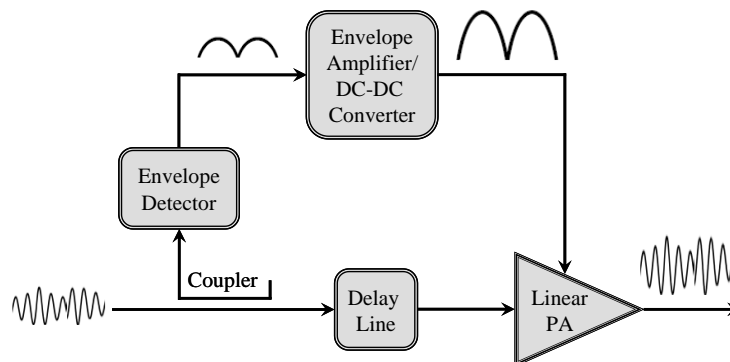 Envelope
Amplifier/
DC-DC
Converter
Envelope
Detector
Coupler
Delay
Line
Linear
PA